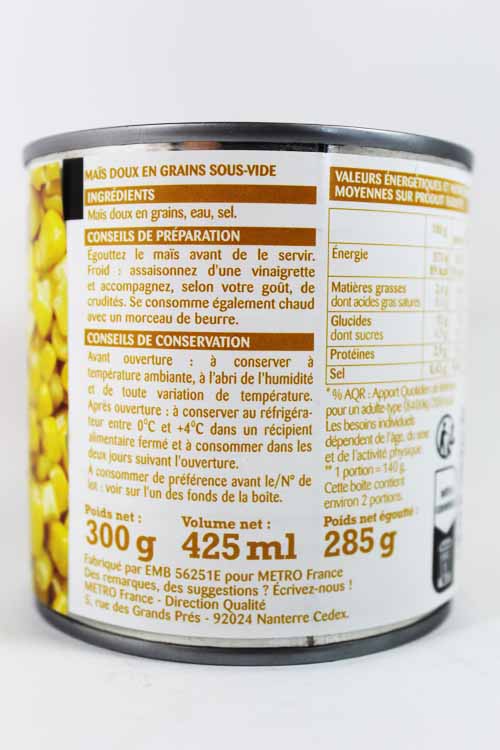 MAÏS DOUX EN GRAINS SOUS-VIDE
INGRÉDIENTS
Maïs doux en grains, eau, sel.
CONSEILS DE PRÉPARATION
Égouttez le maïs avant de le servir.
Froid : assaisonnez d'une vinaigrette
et accompagnez, selon votre goût, de
crudités. Se consomme également chaud
avec un morceau de beurre.
CONSEILS DE CONSERVATION
Avant ouverture : à conserver à
température ambiante, à l'abri de l'humidité
et de toute variation de température.
Après ouverture : à conserver au réfrigéra-
teur entre 0°C et +4°C dans un récipient
alimentaire fermé et à consommer dans les
deux jours suivant l'ouverture.
A consommer de préférence avant le/N° de
lot : voir sur l'un des fonds de la boîte.
Poids net :
300 g
Volume net :
425 ml
Poids net égoutté :
285 g
Fabriqué par EMB 56251E pour METRO France
Des remarques, des suggestions ? Écrivez-nous !
METRO France - Direction Qualité
5, rue des Grands Prés - 92024 Nanterre Cedex.
VALEURS ÉNERGÉTIQUES ET
MOYENNES SUR PRODUIT
100 g
Énergie
Matières grasses
dont acides gras saturés
Glucides
dont sucres
Protéines
Sel
* % AQR : Apport Quotidien de
pour un adulte-type
Les besoins individuels
dépendent de l'âge, du sexe
et de l'activité physique
** 1 portion = 140 g.
Cette boîte contient
environ 2 portions.